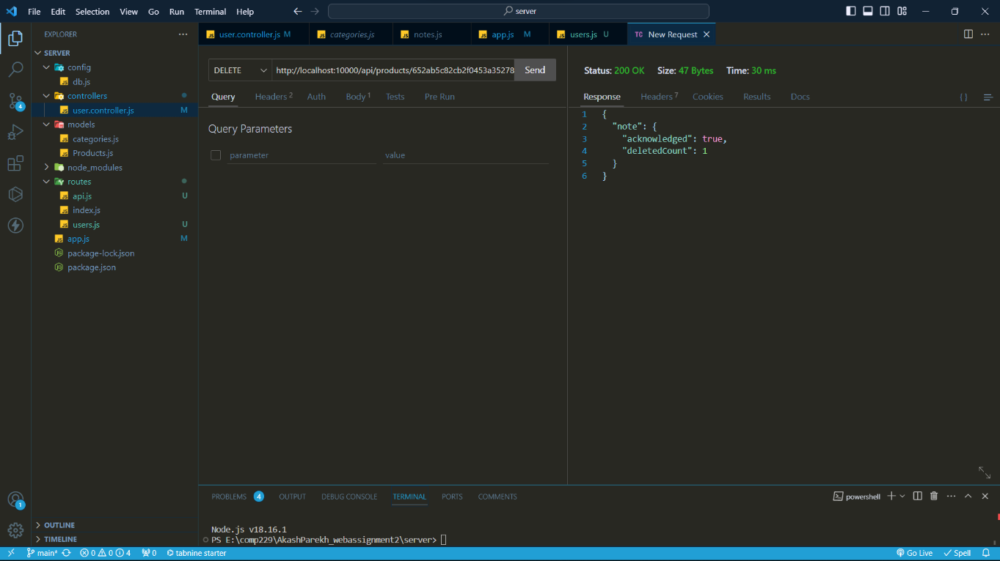 File Edit Selection View Go Run Terminal Help
server
EXPLORER
user.controller.js M
categories.js
notes.js
app.js M
users.js U
TC New Request
SERVER
config
db.js
controllers
user.controller.js M
models
categories.js
Products.js
node_modules
routes
api.js U
index.js
users.js U
app.js M
package-lock.json
package.json
OUTLINE
TIMELINE
4
1
DELETE
http://localhost:10000/api/products/652ab5c82cb2f0453a35278
Send
Query Headers 2 Auth Body 1 Tests Pre Run
Query Parameters
parameter value
Status: 200 OK Size: 47 Bytes Time: 30 ms
Response Headers 7 Cookies Results Docs { }
1 {
2 "note": {
3 "acknowledged": true,
4 "deletedCount": 1
5 }
6 }
PROBLEMS 4 OUTPUT DEBUG CONSOLE TERMINAL PORTS COMMENTS
powershell
Node.js v18.16.1
PS E:\comp229\AkashParekh_webassignment2\server>
main* 0 0 4 0 tabnine starter Go Live Spell